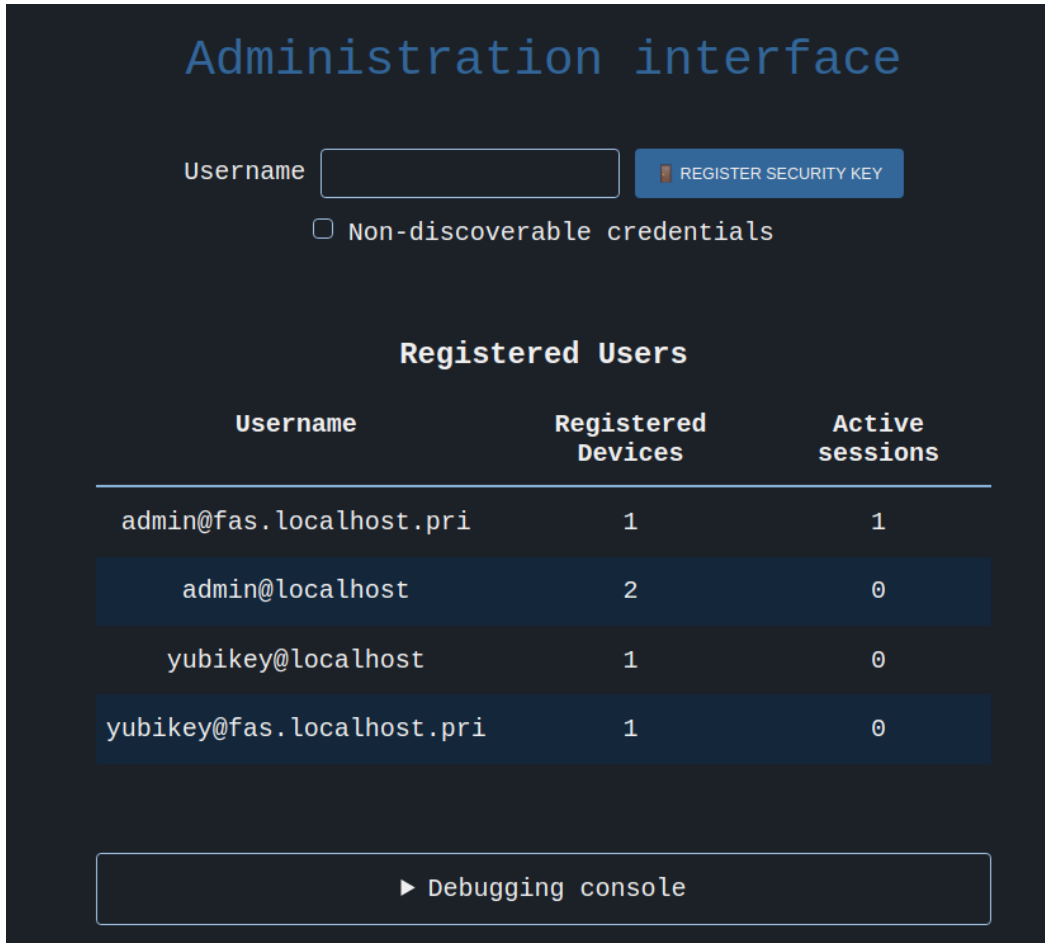 Administration interface
Username
REGISTER SECURITY KEY
Non-discoverable credentials
Registered Users
Username Registered Devices Active sessions
admin@fas.localhost.pri 1 1
admin@localhost 2 0
yubikey@localhost 1 0
yubikey@fas.localhost.pri 1 0
Debugging console